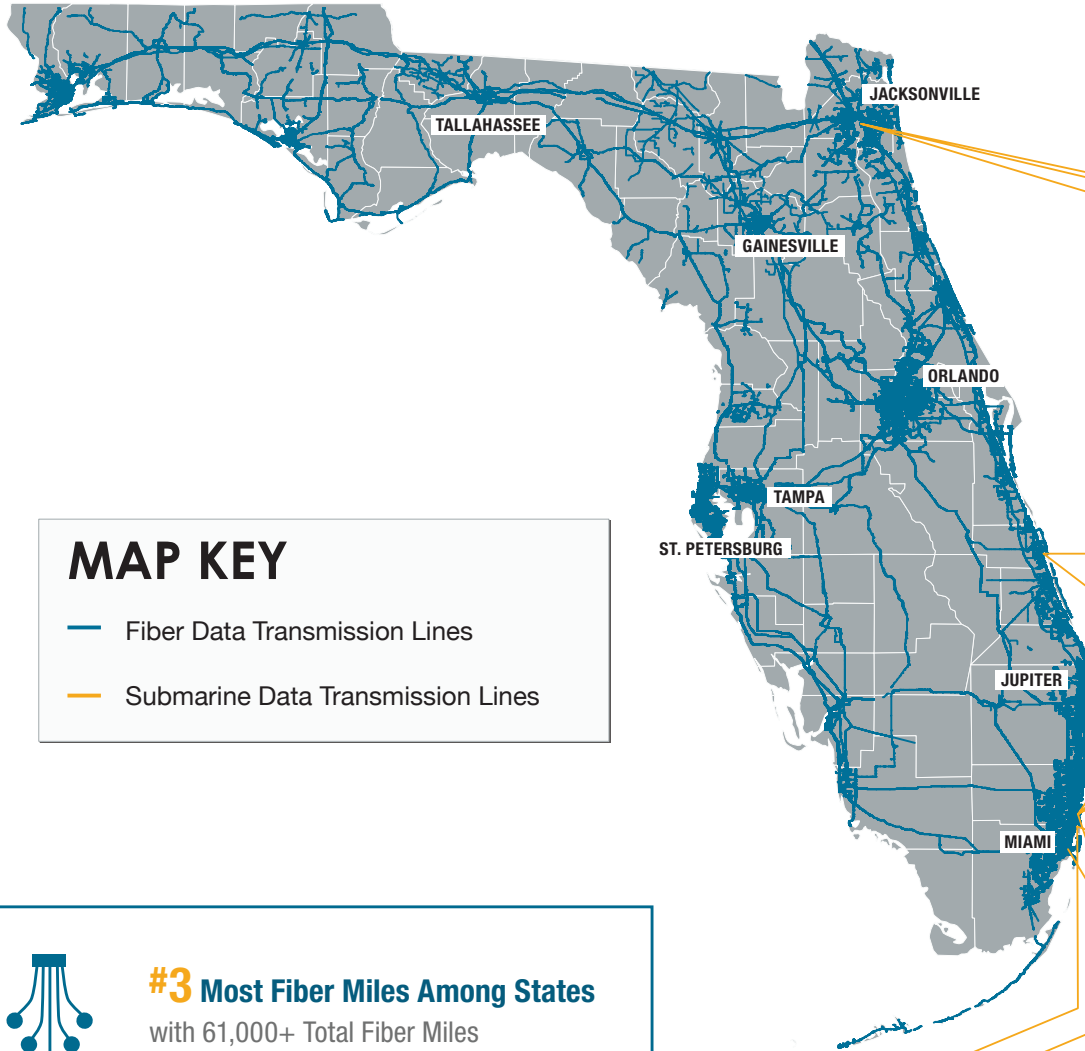 JACKSONVILLE
TALLAHASSEE
GAINESVILLE
ORLANDO
TAMPA
ST. PETERSBURG
MAP KEY
Fiber Data Transmission Lines
Submarine Data Transmission Lines
JUPITER
MIAMI
#3 Most Fiber Miles Among States
with 61,000+ Total Fiber Miles